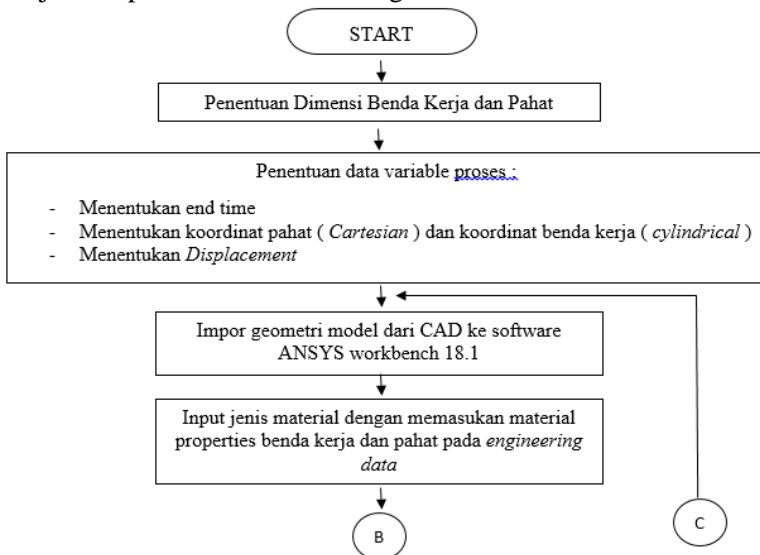 START
Penentuan Dimensi Benda Kerja dan Pahat
Penentuan data variable proses :
- Menentukan end time
- Menentukan koordinat pahat ( Cartesian ) dan koordinat benda kerja ( cylindrical )
- Menentukan Displacement
Impor geometri model dari CAD ke software
ANSYS workbench 18.1
Input jenis material dengan memasukan material
properties benda kerja dan pahat pada engineering
data
B
C